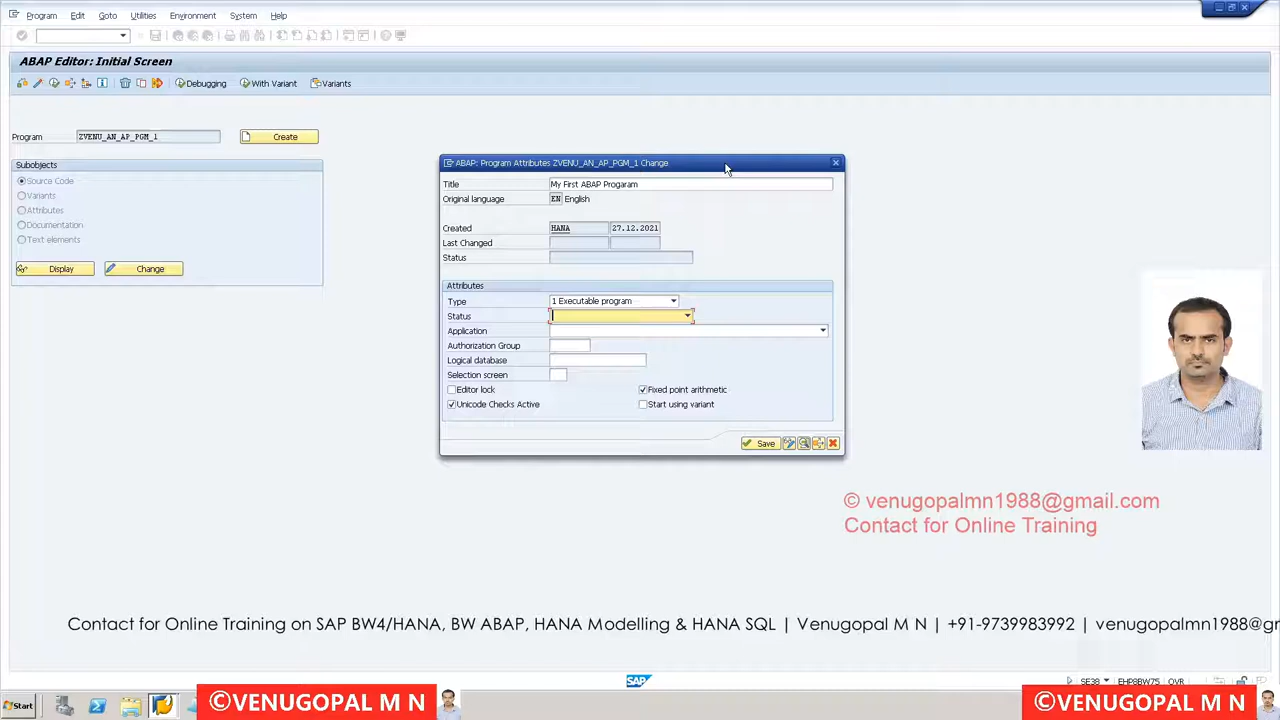 Program Edit Goto Utilities Environment System Help
ABAP Editor: Initial Screen
Debugging With Variant Variants
Program ZVENU_AN_AP_PGM_1 Create
Subobjects
Source Code
Variants
Attributes
Documentation
Text elements
Display Change
ABAP: Program Attributes ZVENU_AN_AP_PGM_1 Change
Title My First ABAP Progaram
Original language EN English
Created HANA 27.12.2021
Last Changed
Status
Attributes
Type 1 Executable program
Status
Application
Authorization Group
Logical database
Selection screen
Editor lock Fixed point arithmetic
Unicode Checks Active Start using variant
Save
© venugopalmn1988@gmail.com
Contact for Online Training
Contact for Online Training on SAP BW4/HANA, BW ABAP, HANA Modelling & HANA SQL | Venugopal M N | +91-9739983992 | venugopalmn1988@gr
SAP
SE38 EHP8BW75 OVR
Start
©VENUGOPAL M N ©VENUGOPAL M N